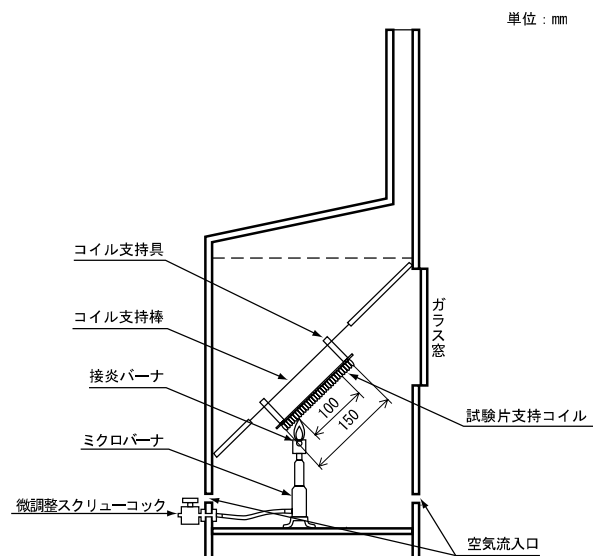 単位：mm
コイル支持具
コイル支持棒
ガラス窓
接炎バーナ
100
150
試験片支持コイル
ミクロバーナ
微調整スクリューコック
空気流入口